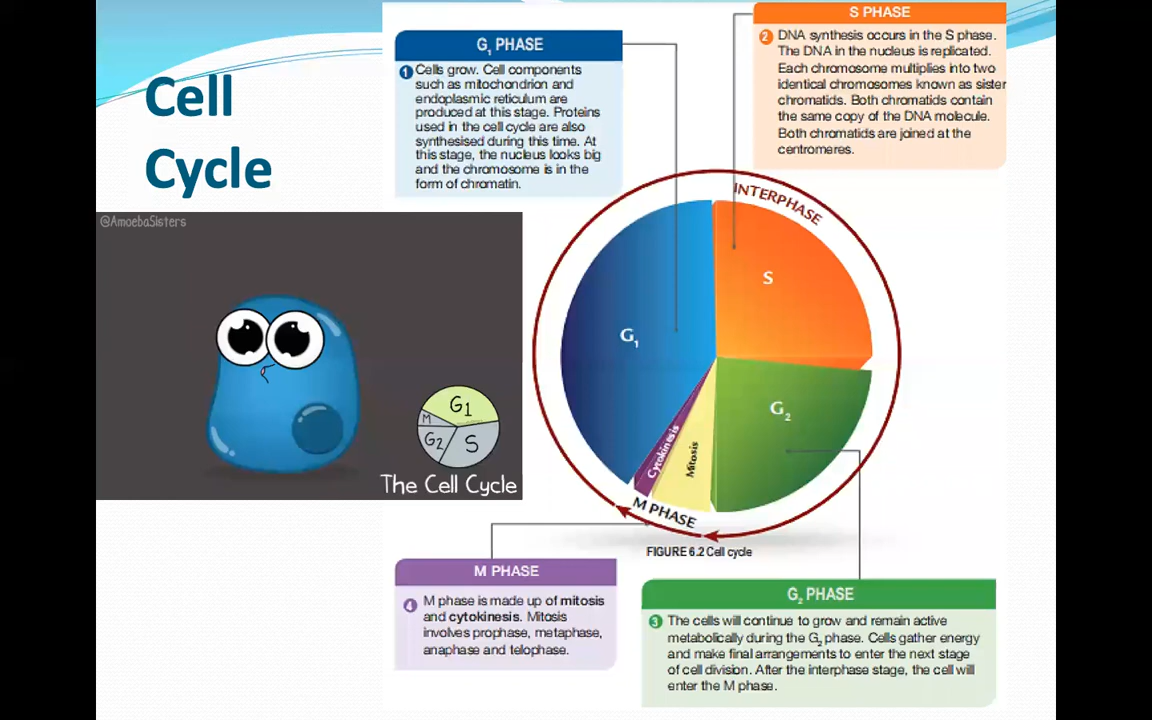 Cell
Cycle
G₁ PHASE
1 Cells grow. Cell components
such as mitochondrion and
endoplasmic reticulum are
produced at this stage. Proteins
used in the cell cycle are also
synthesised during this time. At
this stage, the nucleus looks big
and the chromosome is in the
form of chromatin.
S PHASE
2 DNA synthesis occurs in the S phase.
The DNA in the nucleus is replicated.
Each chromosome multiplies into two
identical chromosomes known as sister
chromatids. Both chromatids contain
the same copy of the DNA molecule.
Both chromatids are joined at the
centromeres.
@AmoebaSisters
G1
M
G2
S
The Cell Cycle
INTERPHASE
S
G₁
G₂
Cytokinesis
Mitosis
M PHASE
FIGURE 6.2 Cell cycle
M PHASE
4 M phase is made up of mitosis
and cytokinesis. Mitosis
involves prophase, metaphase,
anaphase and telophase.
G₂ PHASE
3 The cells will continue to grow and remain active
metabolically during the G₂ phase. Cells gather energy
and make final arrangements to enter the next stage
of cell division. After the interphase stage, the cell will
enter the M phase.